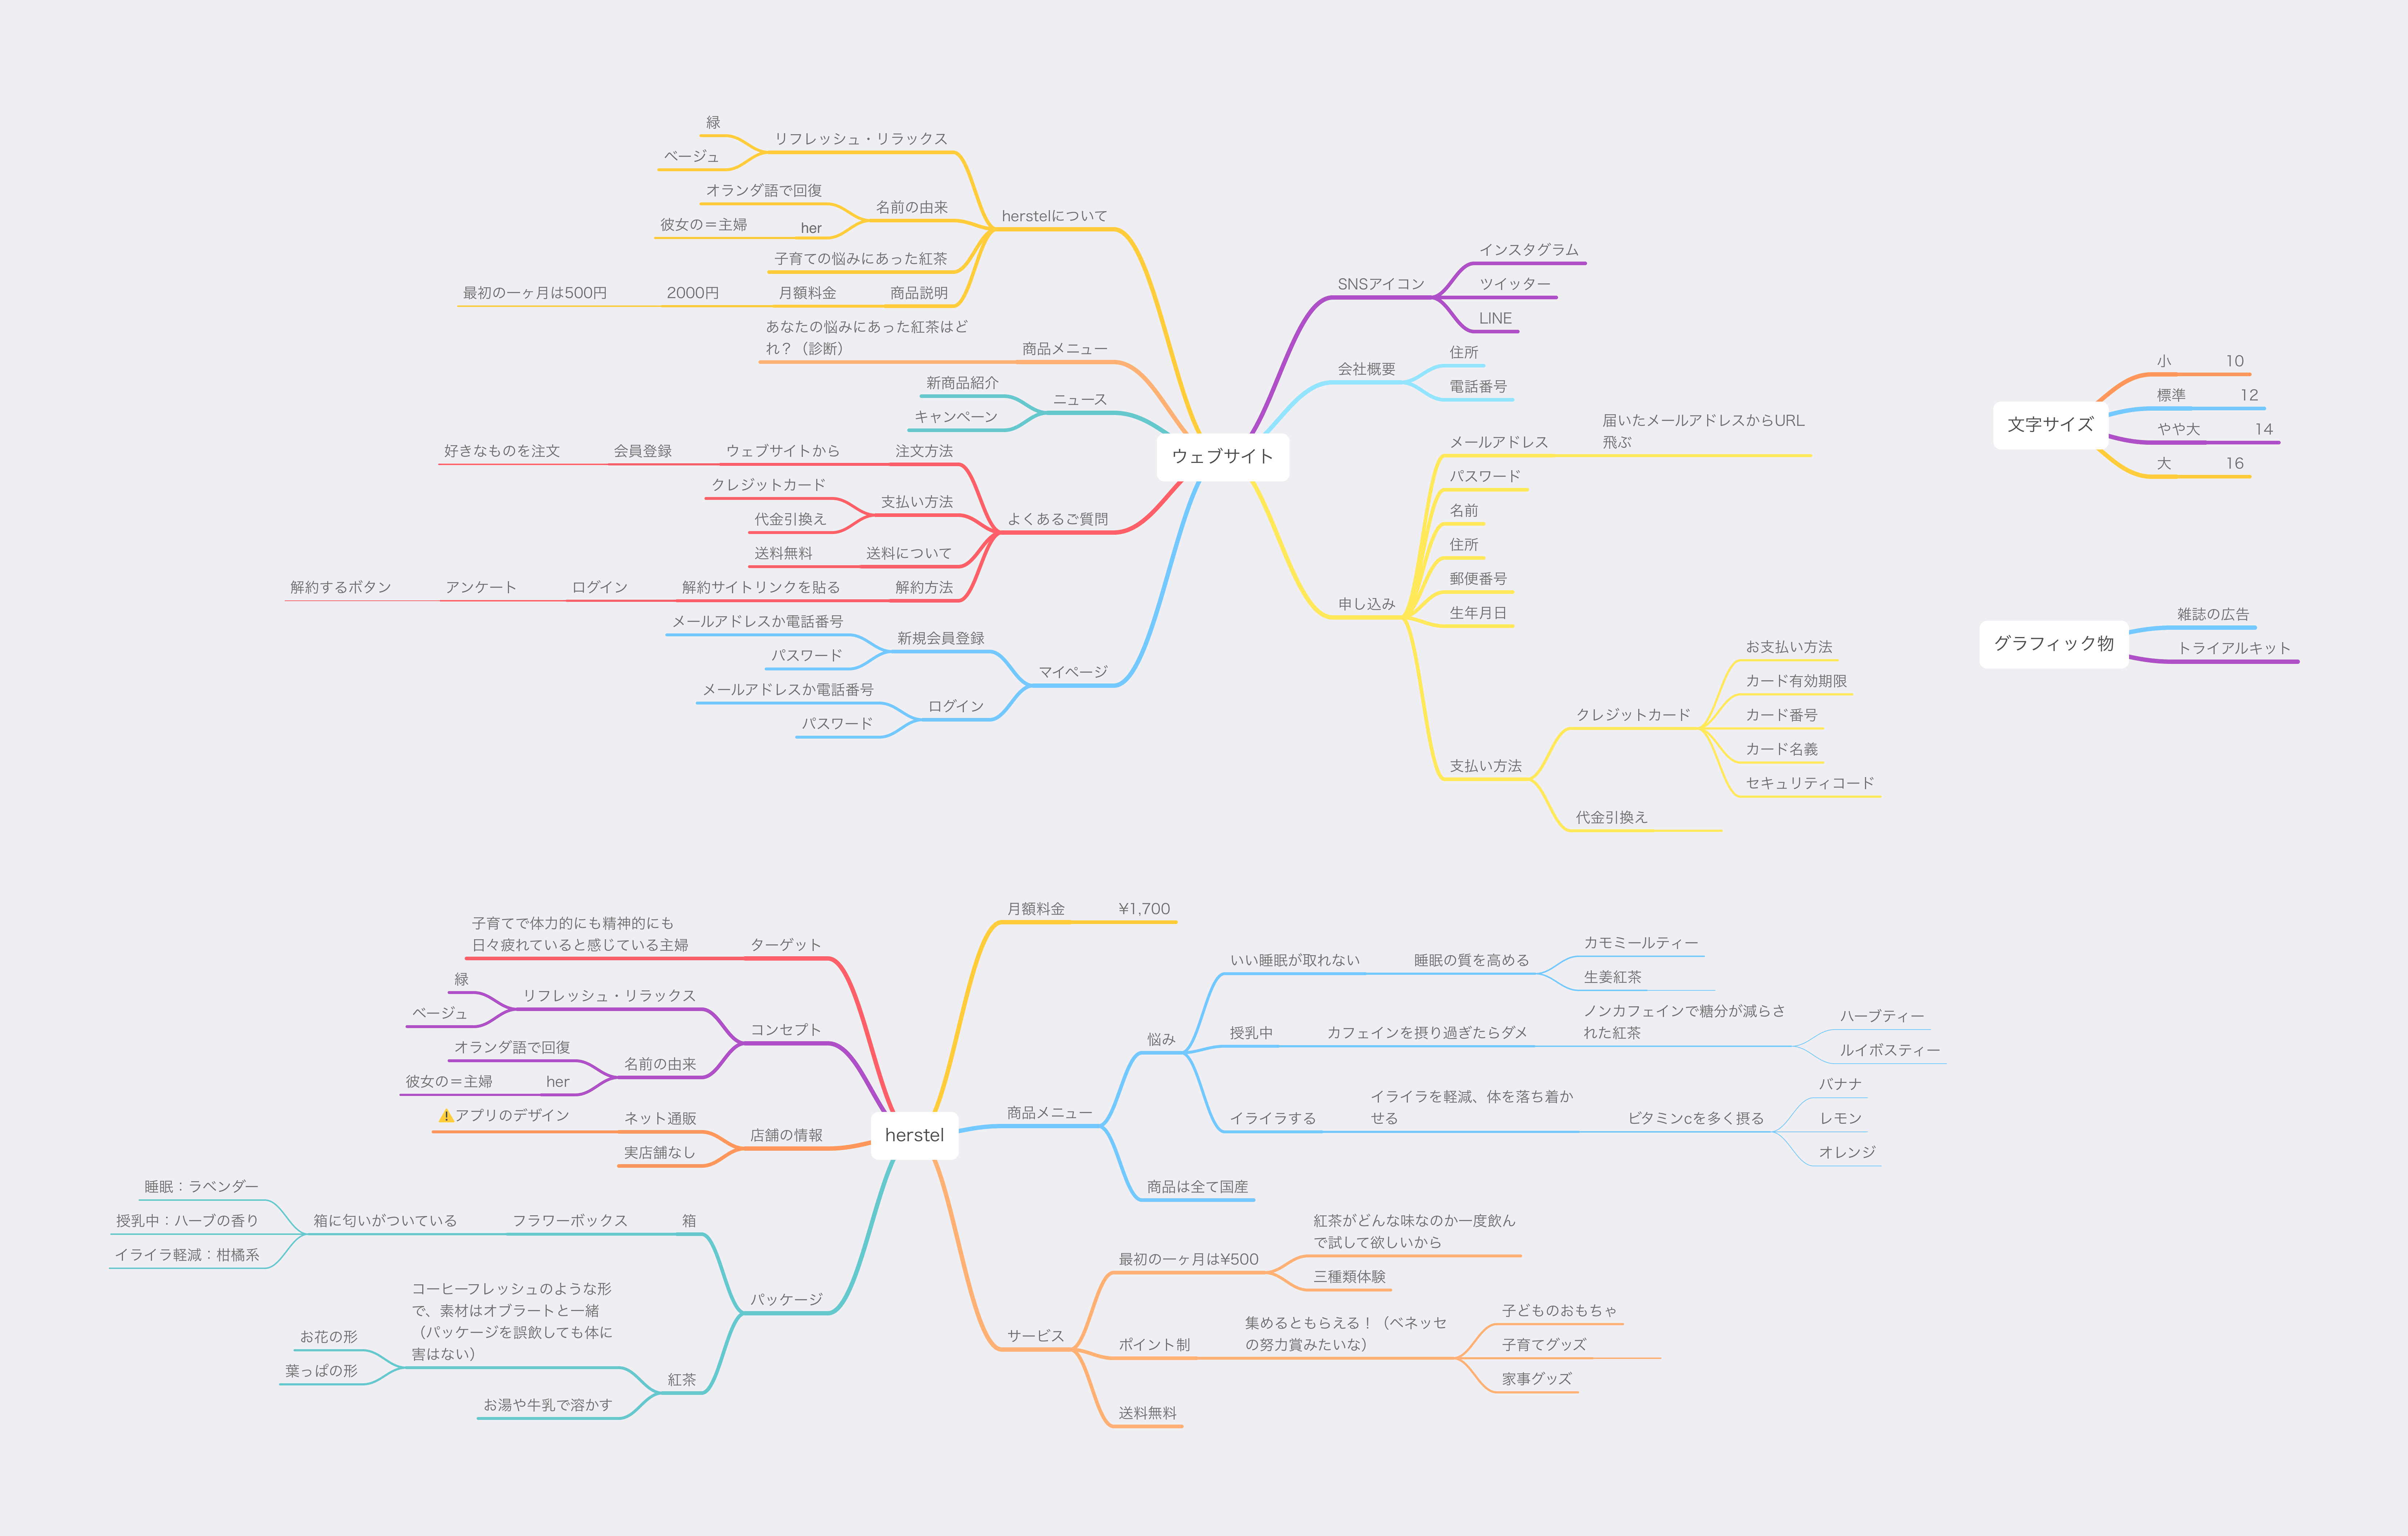 緑
ベージュ
リフレッシュ・リラックス
オランダ語で回復
彼女の＝主婦
her
名前の由来
子育ての悩みにあった紅茶
最初の一ヶ月は500円
2000円
月額料金
商品説明
herstelについて
あなたの悩みにあった紅茶はど
れ？（診断）
商品メニュー
新商品紹介
キャンペーン
ニュース
好きなものを注文
会員登録
ウェブサイトから
注文方法
クレジットカード
代金引換え
支払い方法
送料無料
送料について
解約するボタン
アンケート
ログイン
解約サイトリンクを貼る
解約方法
よくあるご質問
メールアドレスか電話番号
パスワード
新規会員登録
メールアドレスか電話番号
パスワード
ログイン
マイページ
ウェブサイト
SNSアイコン
インスタグラム
ツイッター
LINE
会社概要
住所
電話番号
申し込み
メールアドレス
届いたメールアドレスからURL
飛ぶ
パスワード
名前
住所
郵便番号
生年月日
支払い方法
クレジットカード
お支払い方法
カード有効期限
カード番号
カード名義
セキュリティコード
代金引換え
文字サイズ
小
10
標準
12
やや大
14
大
16
グラフィック物
雑誌の広告
トライアルキット
子育てで体力的にも精神的にも
日々疲れていると感じている主婦
ターゲット
緑
ベージュ
リフレッシュ・リラックス
オランダ語で回復
彼女の＝主婦
her
名前の由来
コンセプト
⚠️アプリのデザイン
ネット通販
実店舗なし
店舗の情報
睡眠：ラベンダー
授乳中：ハーブの香り
イライラ軽減：柑橘系
箱に匂いがついている
フラワーボックス
箱
お花の形
葉っぱの形
コーヒーフレッシュのような形
で、素材はオブラートと一緒
（パッケージを誤飲しても体に
害はない）
お湯や牛乳で溶かす
紅茶
パッケージ
herstel
月額料金
¥1,700
商品メニュー
悩み
いい睡眠が取れない
睡眠の質を高める
カモミールティー
生姜紅茶
授乳中
カフェインを摂り過ぎたらダメ
ノンカフェインで糖分が減らさ
れた紅茶
ハーブティー
ルイボスティー
イライラする
イライラを軽減、体を落ち着か
せる
ビタミンcを多く摂る
バナナ
レモン
オレンジ
商品は全て国産
サービス
最初の一ヶ月は¥500
紅茶がどんな味なのか一度飲ん
で試して欲しいから
三種類体験
ポイント制
集めるともらえる！（ベネッセ
の努力賞みたいな）
子どものおもちゃ
子育てグッズ
家事グッズ
送料無料